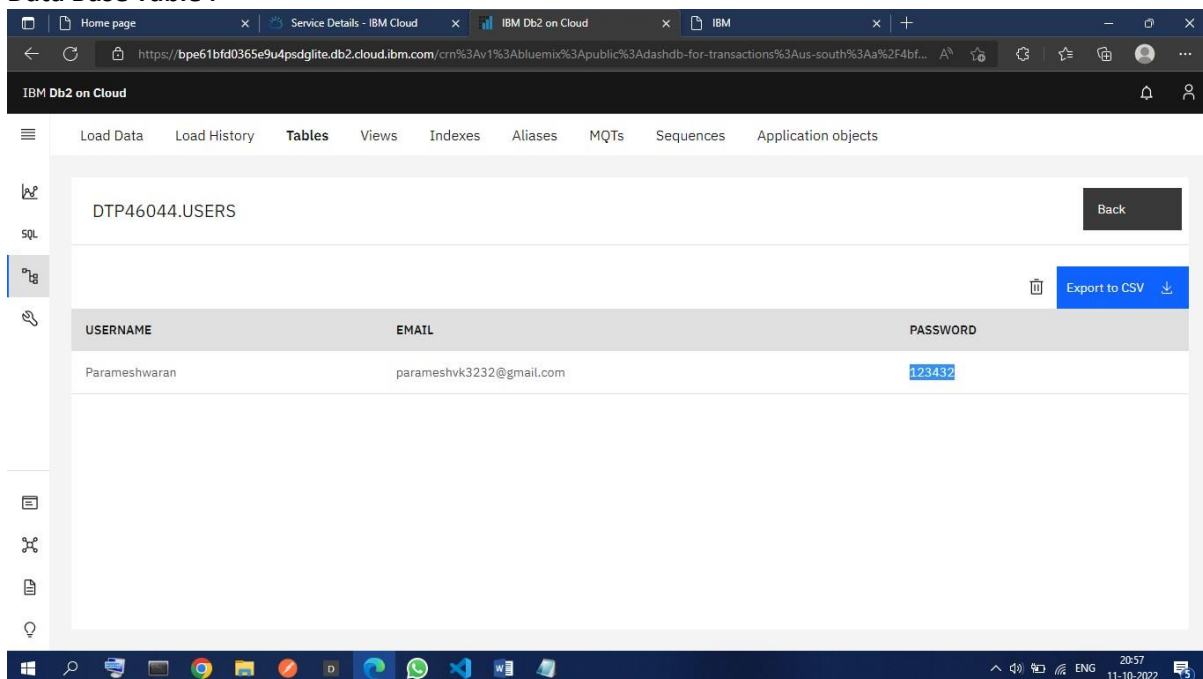 Home page
Service Details - IBM Cloud
IBM Db2 on Cloud
IBM
https://bpe61bfd0365e9u4psdglite.db2.cloud.ibm.com/crn%3Av1%3Abluemix%3Apublic%3Adashdb-for-transactions%3Aus-south%3Aa%2F4bf...
IBM Db2 on Cloud
Load Data Load History Tables Views Indexes Aliases MQTs Sequences Application objects
DTP46044.USERS
Back
SQL
Export to CSV
USERNAME EMAIL PASSWORD
Parameshwaran parameshvk3232@gmail.com 123432
ENG
20:57
11-10-2022